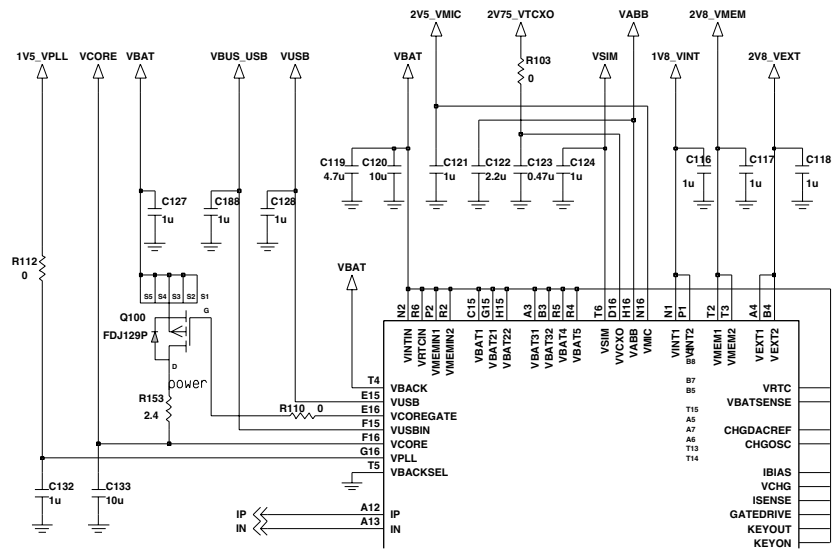 2V5_VMIC 2V75_VTCXO VABB 2V8_VMEM
1V5_VPLL VCORE VBAT VBUS_USB VUSB VBAT R103 0 VSIM 1V8_VINT 2V8_VEXT
C119 4.7u
C120 10u
C121 1u
C122 2.2u
C123 0.47u
C124 1u
C116 1u
C117 1u
C118 1u
C127 1u
C188 1u
C128 1u
R112 0
S5 S4 S3 S2 S1
G
Q100
FDJ129P
D
power
R153
2.4
VBAT
N2 R6 P2 R2 C15 G15 H15 A3 B3 R5 R4 T6 D16 H16 N16 N1 P1 T2 T3 A4 B4
VINTIN VRTCIN VMEMIN1 VMEMIN2 VBAT1 VBAT21 VBAT22 VBAT31 VBAT32 VBAT4 VBAT5 VSIM VVCXO VABB VMIC VINT1 VINT2 VMEM1 VMEM2 VEXT1 VEXT2
B8
B7
B5
T15
A5
A7
A6
T13
T14
T4 VBACK
E15 VUSB
R110 0 E16 VCOREGATE
F15 VUSBIN
F16 VCORE
G16 VPLL
T5 VBACKSEL
C132 1u
C133 10u
IP A12 IP
IN A13 IN
VRTC
VBATSENSE
CHGDACREF
CHGOSC
IBIAS
VCHG
ISENSE
GATEDRIVE
KEYOUT
KEYON